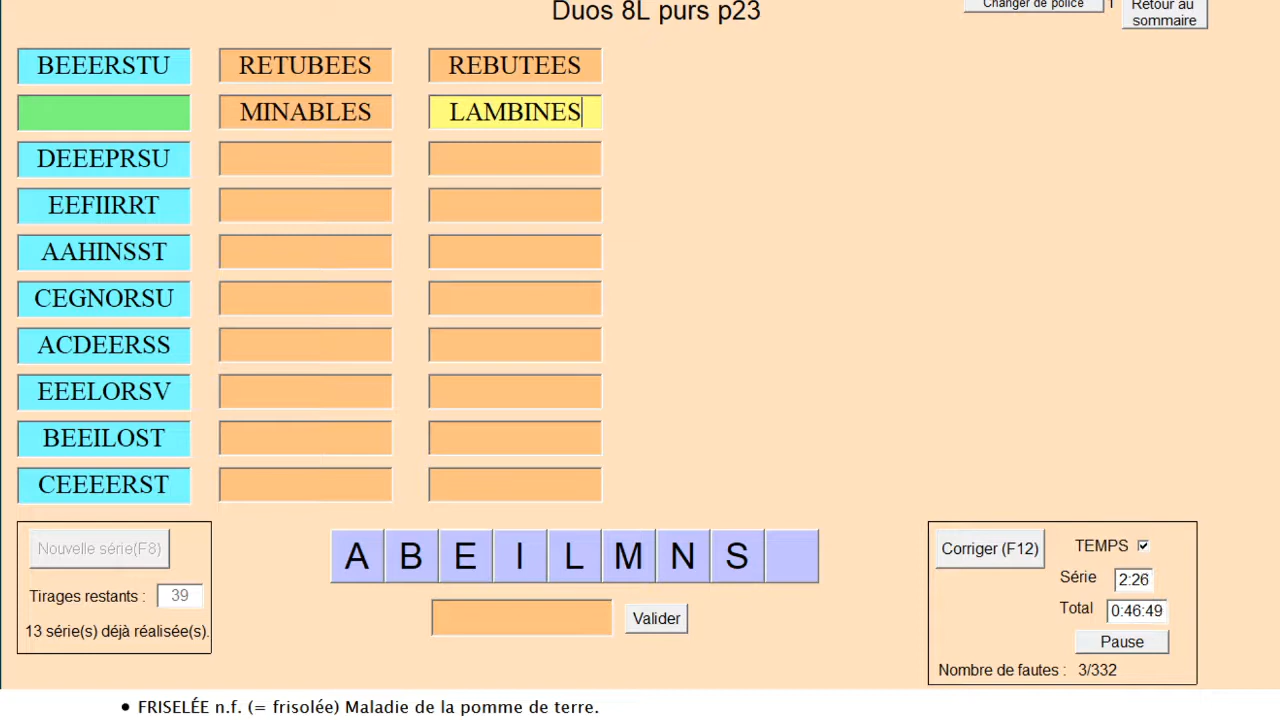 Duos 8L purs p23
Changer de police 1 Retour au
sommaire
BEEERSTU RETUBEES REBUTEES
MINABLES LAMBINES
DEEEPRSU
EEFIIRRT
AAHINSST
CEGNORSU
ACDEERSS
EEELORSV
BEEILOST
CEEEERST
Nouvelle série(F8)
Tirages restants : 39
13 série(s) déjà réalisée(s).
A B E I L M N S
Valider
Corriger (F12) TEMPS
Série 2:26
Total 0:46:49
Pause
Nombre de fautes : 3/332
• FRISELÉE n.f. (= frisolée) Maladie de la pomme de terre.